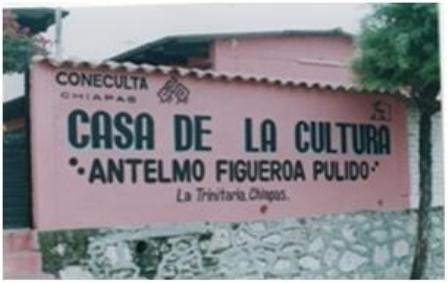 CONECULTA
CHIAPAS
CASA DE LA CULTURA
ANTELMO FIGUEROA PULIDO
La Trinitaria, Chiapas.